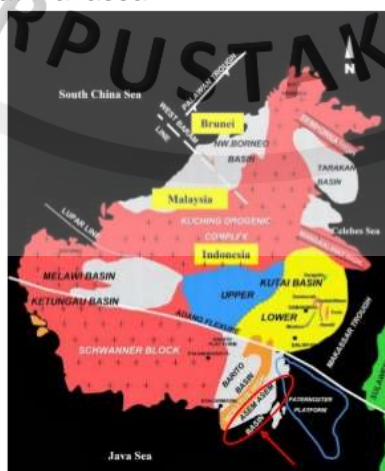 RPUSTAK
N
South China Sea
PALAWAN TROUGH
WEST BARAM
LINE
Brunei
NW.BORNEO
BASIN
TARAKAN
BASIN
Malaysia
LUPAR LINE
KUCHING OROGENIC
COMPLEX
Celebes Sea
Indonesia
MELAWI BASIN
KETUNGAU BASIN
UPPER
KUTAI BASIN
LOWER
ADANG FLEXURE
MAKASSAR TROUGH
SCHWANNER BLOCK
BARITO
BASIN
ASEM ASEM
BASIN
PATERNOSTER
PLATFORM
Java Sea